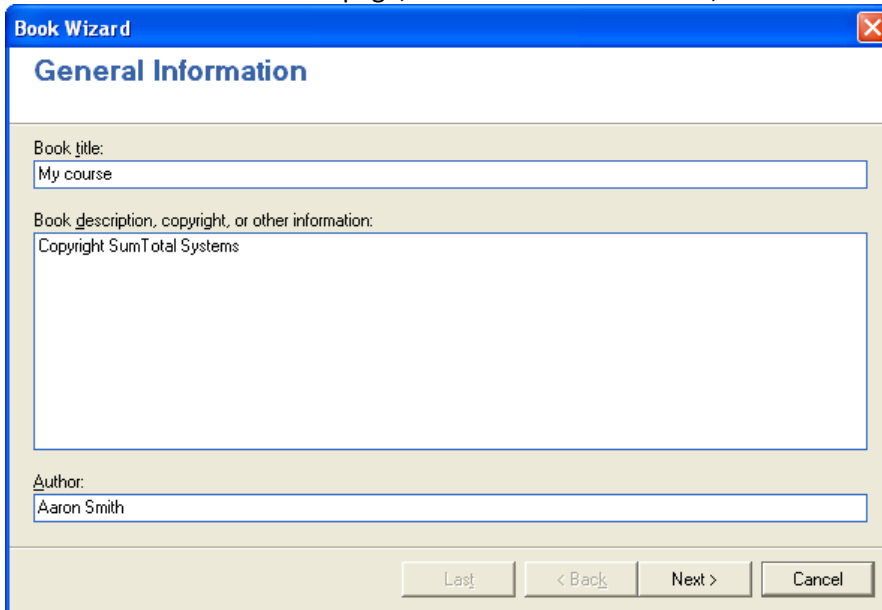 Book Wizard
General Information
Book title:
My course
Book description, copyright, or other information:
Copyright SumTotal Systems
Author:
Aaron Smith
Last < Back Next > Cancel